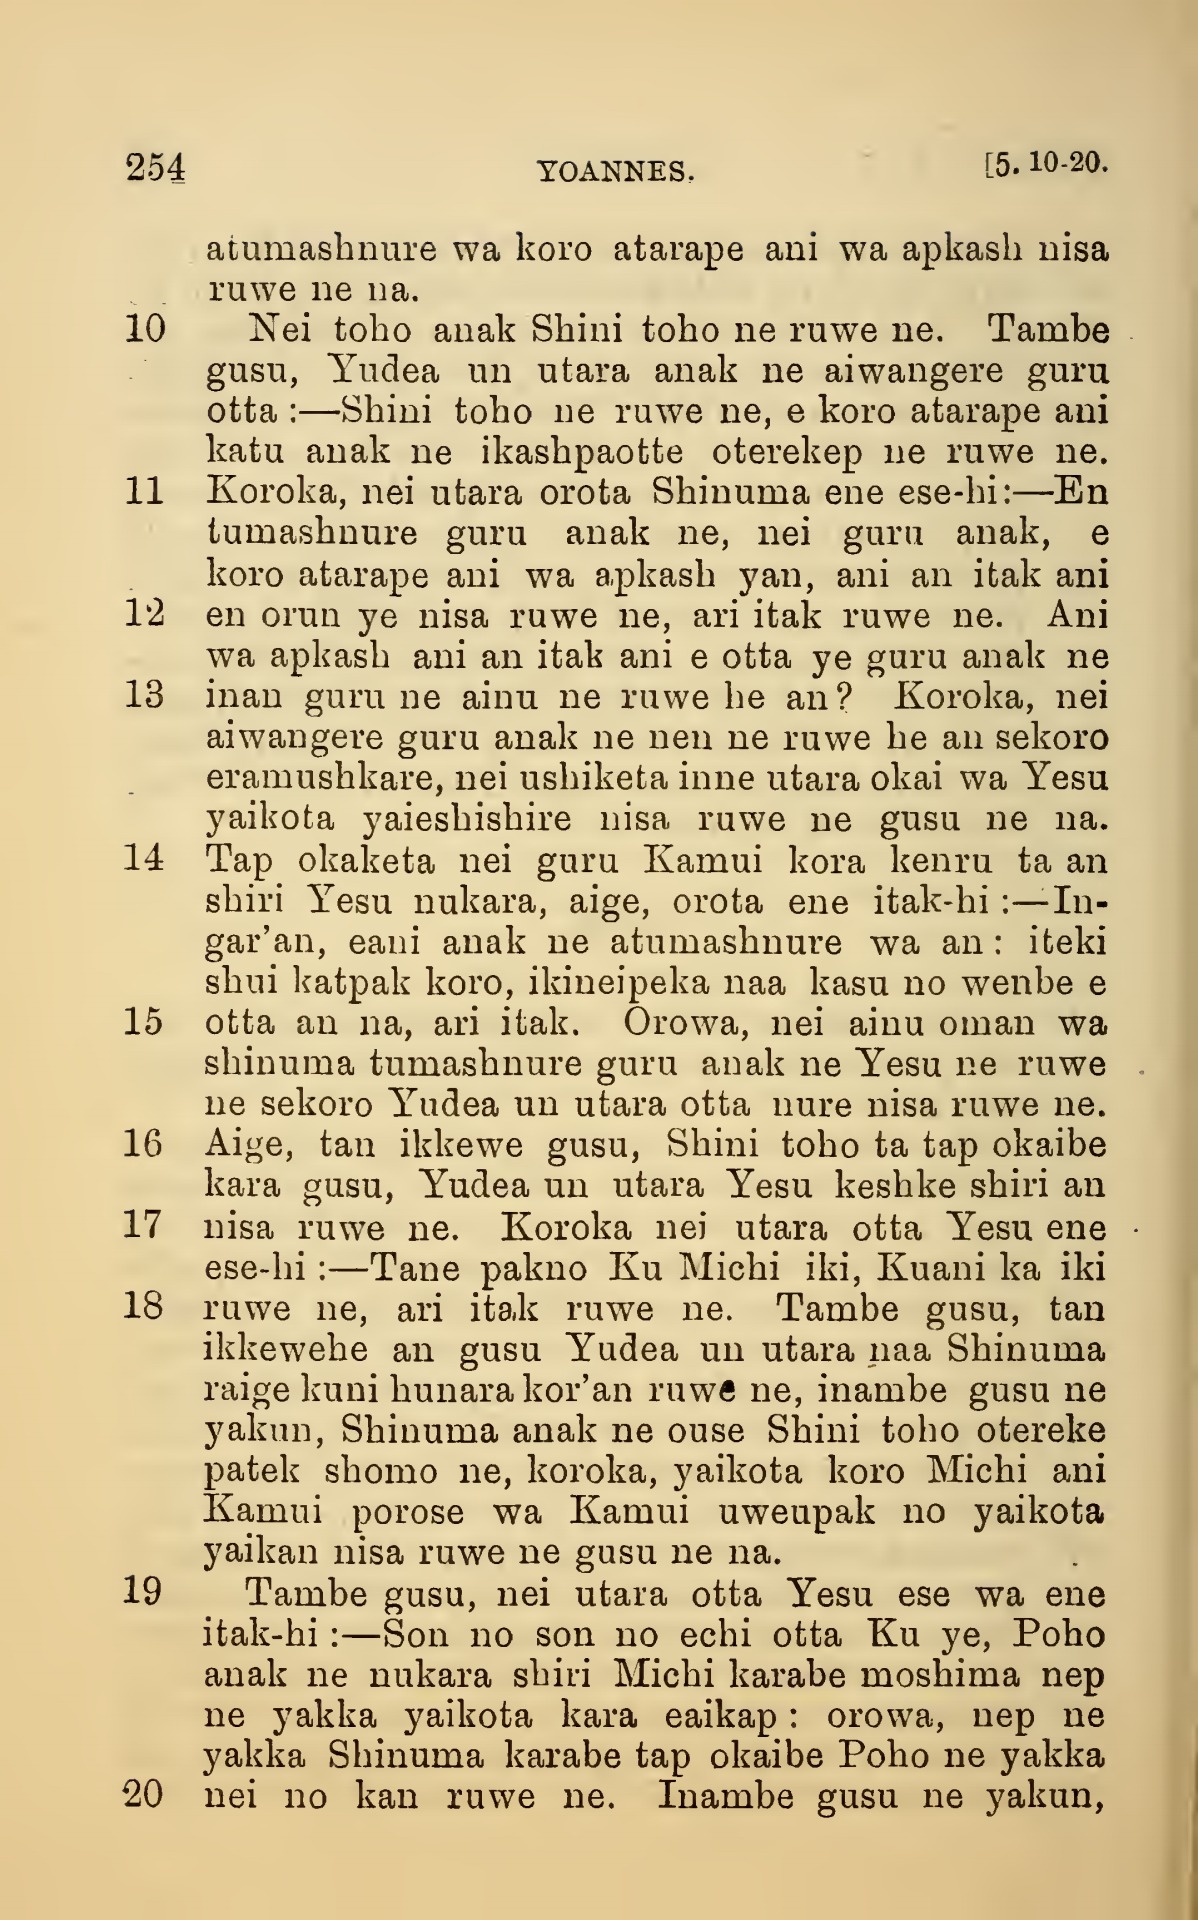 254 YOANNES. [5. 10-20.
atumashnure wa koro atarape ani wa apkash nisa
ruwe ne na.
10 Nei toho anak Shini toho ne ruwe ne. Tambe
gusu, Yudea un utara anak ne aiwangere guru
otta :—Shini toho ne ruwe ne, e koro atarape ani
katu anak ne ikashpaotte oterekep ne ruwe ne.
11 Koroka, nei utara orota Shinuma ene ese-hi:—En
tumashnure guru anak ne, nei guru anak, e
koro atarape ani wa apkash yan, ani an itak ani
12 en orun ye nisa ruwe ne, ari itak ruwe ne. Ani
wa apkash ani an itak ani e otta ye guru anak ne
13 inan guru ne ainu ne ruwe he an? Koroka, nei
aiwangere guru anak ne nen ne ruwe he an sekoro
eramushkare, nei ushiketa inne utara okai wa Yesu
yaikota yaieshishire nisa ruwe ne gusu ne na.
14 Tap okaketa nei guru Kamui kora kenru ta an
shiri Yesu nukara, aige, orota ene itak-hi :—In-
gar'an, eani anak ne atumashnure wa an : iteki
shui katpak koro, ikineipeka naa kasu no wenbe e
15 otta an na, ari itak. Orowa, nei ainu oman wa
shinuma tumashnure guru anak ne Yesu ne ruwe
ne sekoro Yudea un utara otta nure nisa ruwe ne.
16 Aige, tan ikkewe gusu, Shini toho ta tap okaibe
kara gusu, Yudea un utara Yesu keshke shiri an
17 nisa ruwe ne. Koroka nei utara otta Yesu ene
ese-hi :—Tane pakno Ku Michi iki, Kuani ka iki
18 ruwe ne, ari itak ruwe ne. Tambe gusu, tan
ikkewehe an gusu Yudea un utara naa Shinuma
raige kuni hunara kor'an ruwe ne, inambe gusu ne
yakun, Shinuma anak ne ouse Shini toho otereke
patek shomo ne, koroka, yaikota koro Michi ani
Kamui porose wa Kamui uweupak no yaikota
yaikan nisa ruwe ne gusu ne na.
19 Tambe gusu, nei utara otta Yesu ese wa ene
itak-hi :—Son no son no echi otta Ku ye, Poho
anak ne nukara shiri Michi karabe moshima nep
ne yakka yaikota kara eaikap : orowa, nep ne
yakka Shinuma karabe tap okaibe Poho ne yakka
20 nei no kan ruwe ne. Inambe gusu ne yakun,